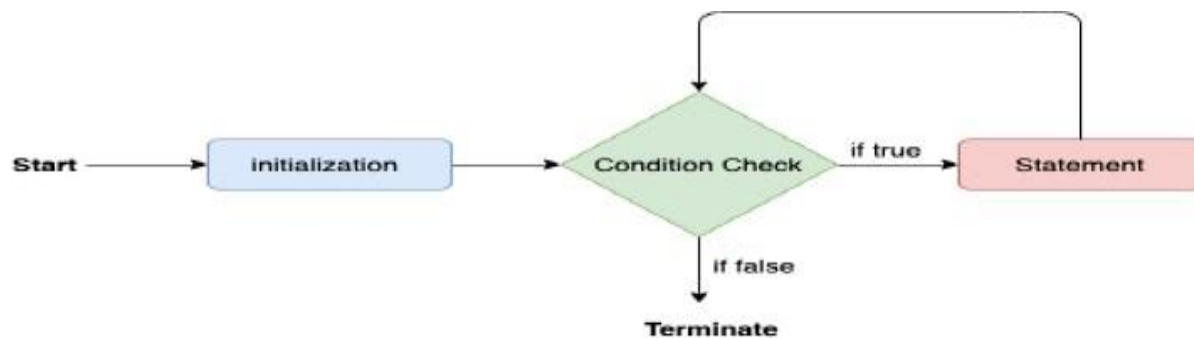 Start
initialization
Condition Check
if true
Statement
if false
Terminate